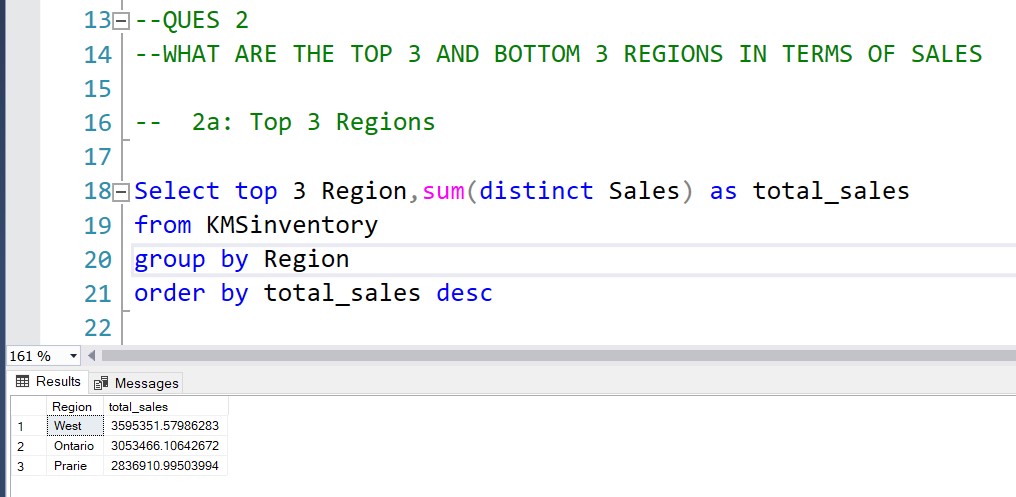 13 --QUES 2
14 --WHAT ARE THE TOP 3 AND BOTTOM 3 REGIONS IN TERMS OF SALES
15
16 -- 2a: Top 3 Regions
17
18 Select top 3 Region,sum(distinct Sales) as total_sales
19 from KMSinventory
20 group by Region
21 order by total_sales desc
22
161 %
Results Messages
Region total_sales
1 West 3595351.57986283
2 Ontario 3053466.10642672
3 Prarie 2836910.99503994